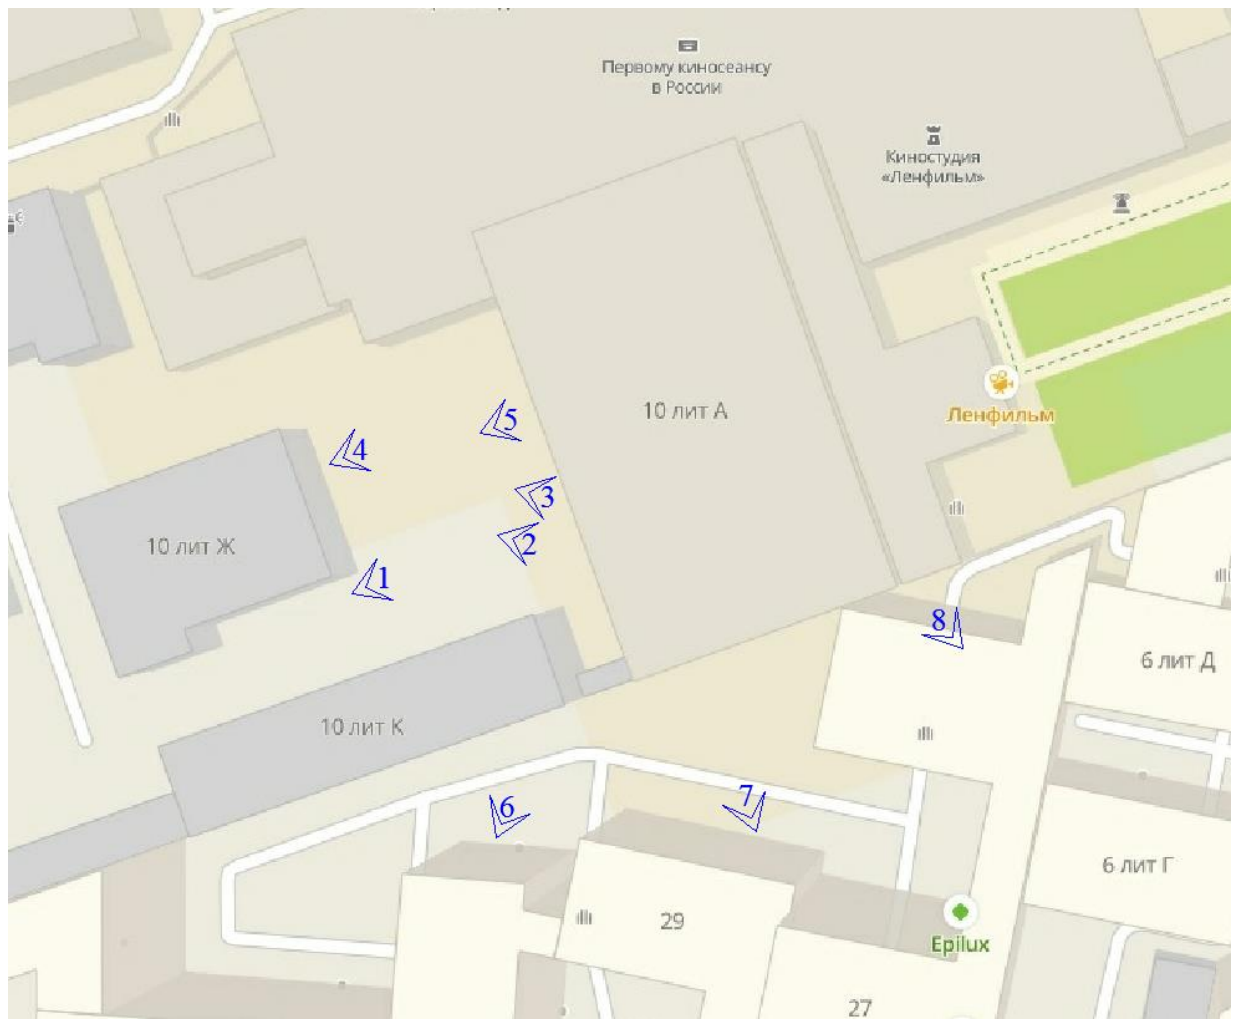 Первому киносеансу
в России
Киностудия
«Ленфильм»
Ленфильм
10 лит А
5
4
3
2
10 лит Ж
1
8
6 лит Д
10 лит К
7
6
6 лит Г
29
Epilux
27